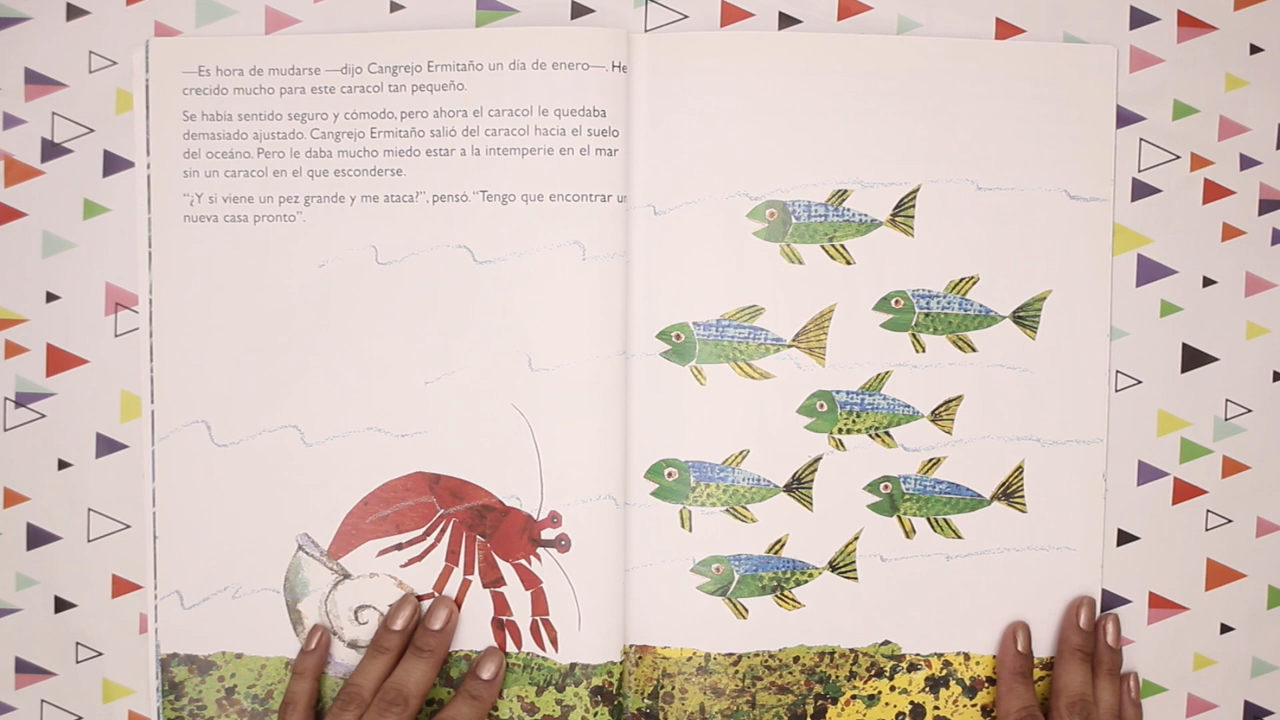 —Es hora de mudarse —dijo Cangrejo Ermitaño un día de enero—. He
crecido mucho para este caracol tan pequeño.
Se había sentido seguro y cómodo, pero ahora el caracol le quedaba
demasiado ajustado. Cangrejo Ermitaño salió del caracol hacia el suelo
del oceáno. Pero le daba mucho miedo estar a la intemperie en el mar
sin un caracol en el que esconderse.
“¿Y si viene un pez grande y me ataca?”, pensó. “Tengo que encontrar
nueva casa pronto”.